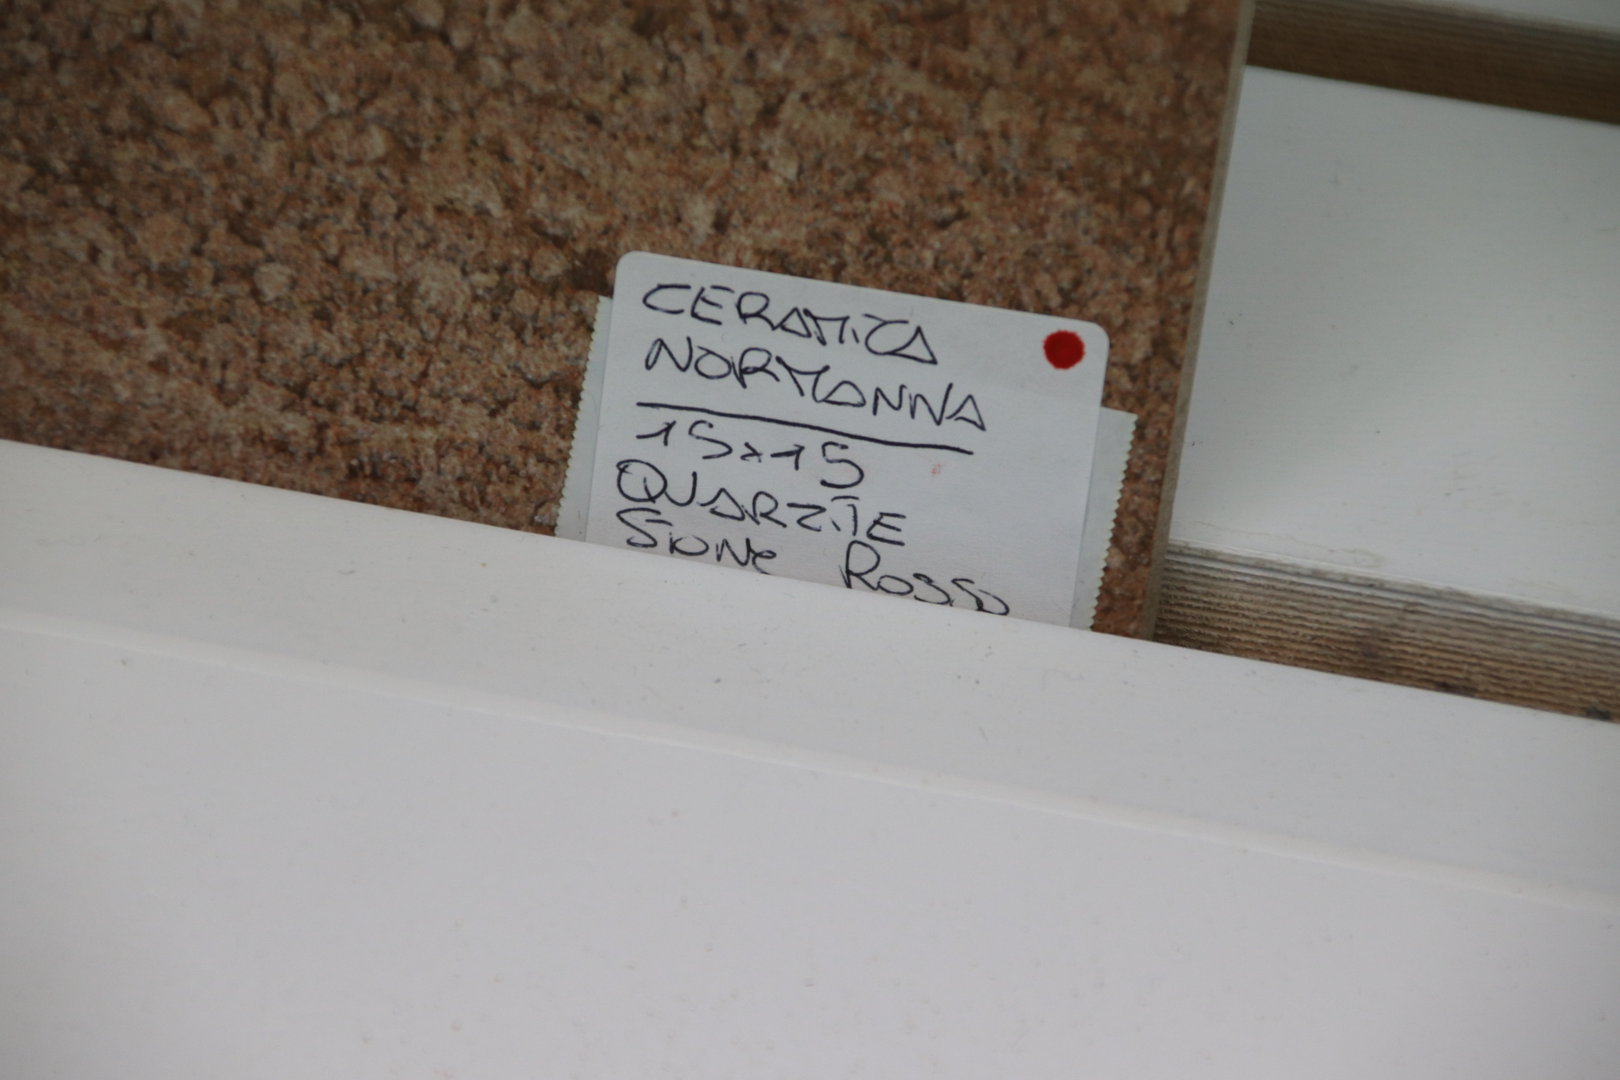 CERAMICA
NORMANNA
15x15
QUARZITE
Stone Rosso